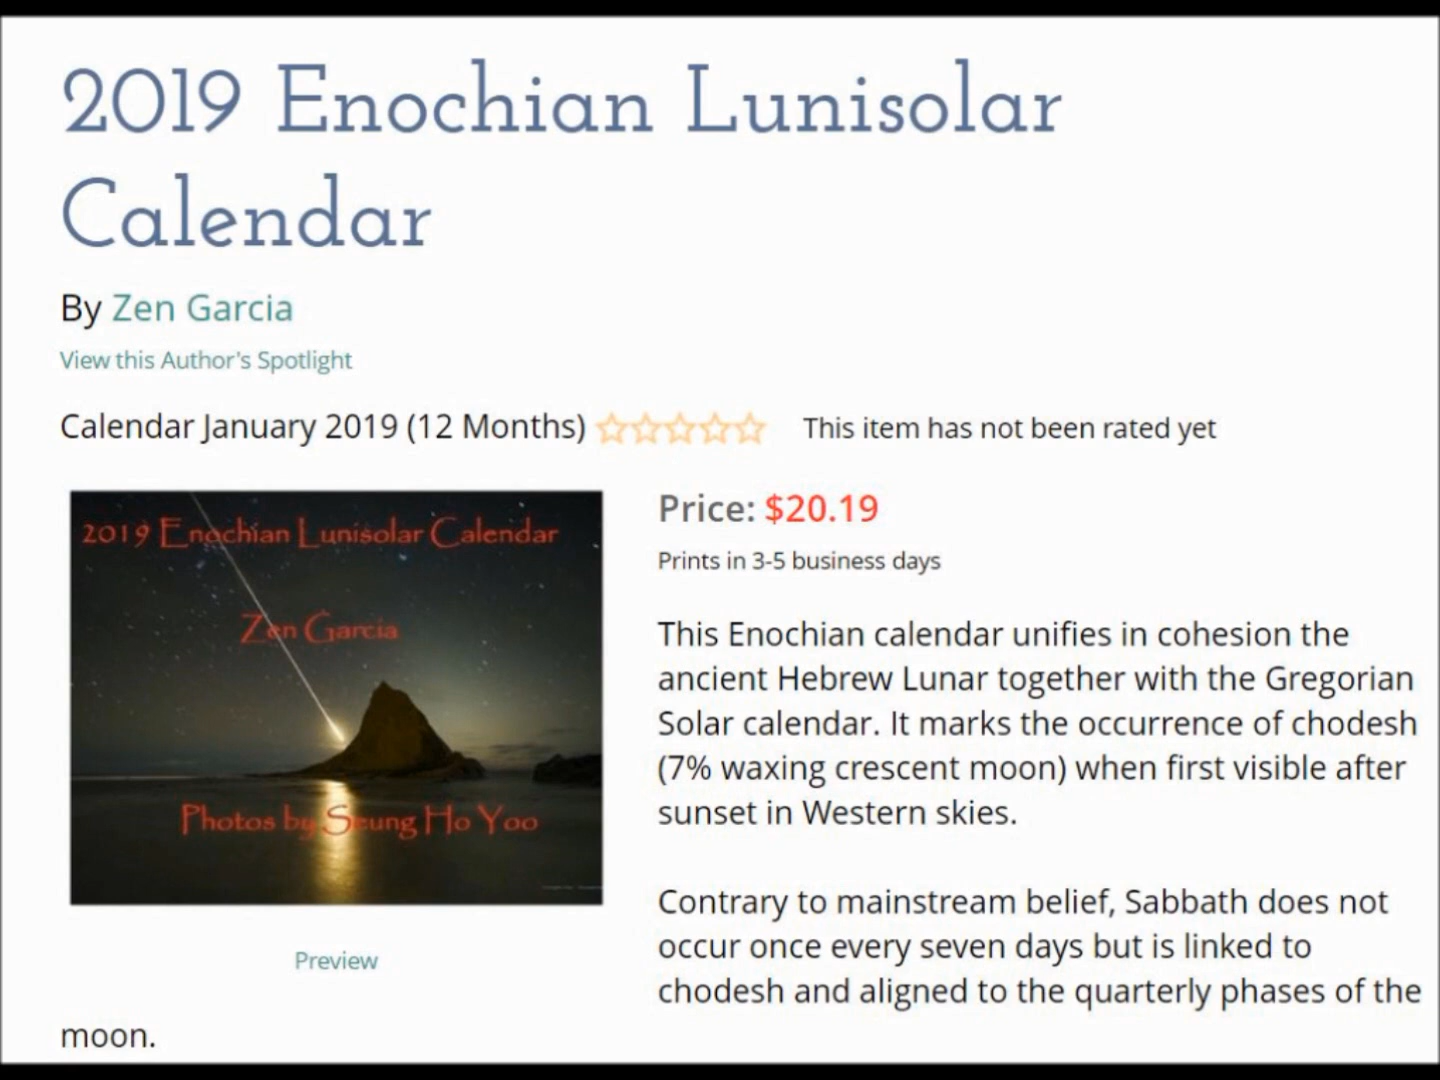 2019 Enochian Lunisolar
Calendar
By Zen Garcia
View this Author's Spotlight
Calendar January 2019 (12 Months)
This item has not been rated yet
2019 Enochian Lunisolar Calendar
Zen Garcia
Photos by Seung Ho Yoo
Preview
Price: $20.19
Prints in 3-5 business days
This Enochian calendar unifies in cohesion the
ancient Hebrew Lunar together with the Gregorian
Solar calendar. It marks the occurrence of chodesh
(7% waxing crescent moon) when first visible after
sunset in Western skies.
Contrary to mainstream belief, Sabbath does not
occur once every seven days but is linked to
chodesh and aligned to the quarterly phases of the
moon.